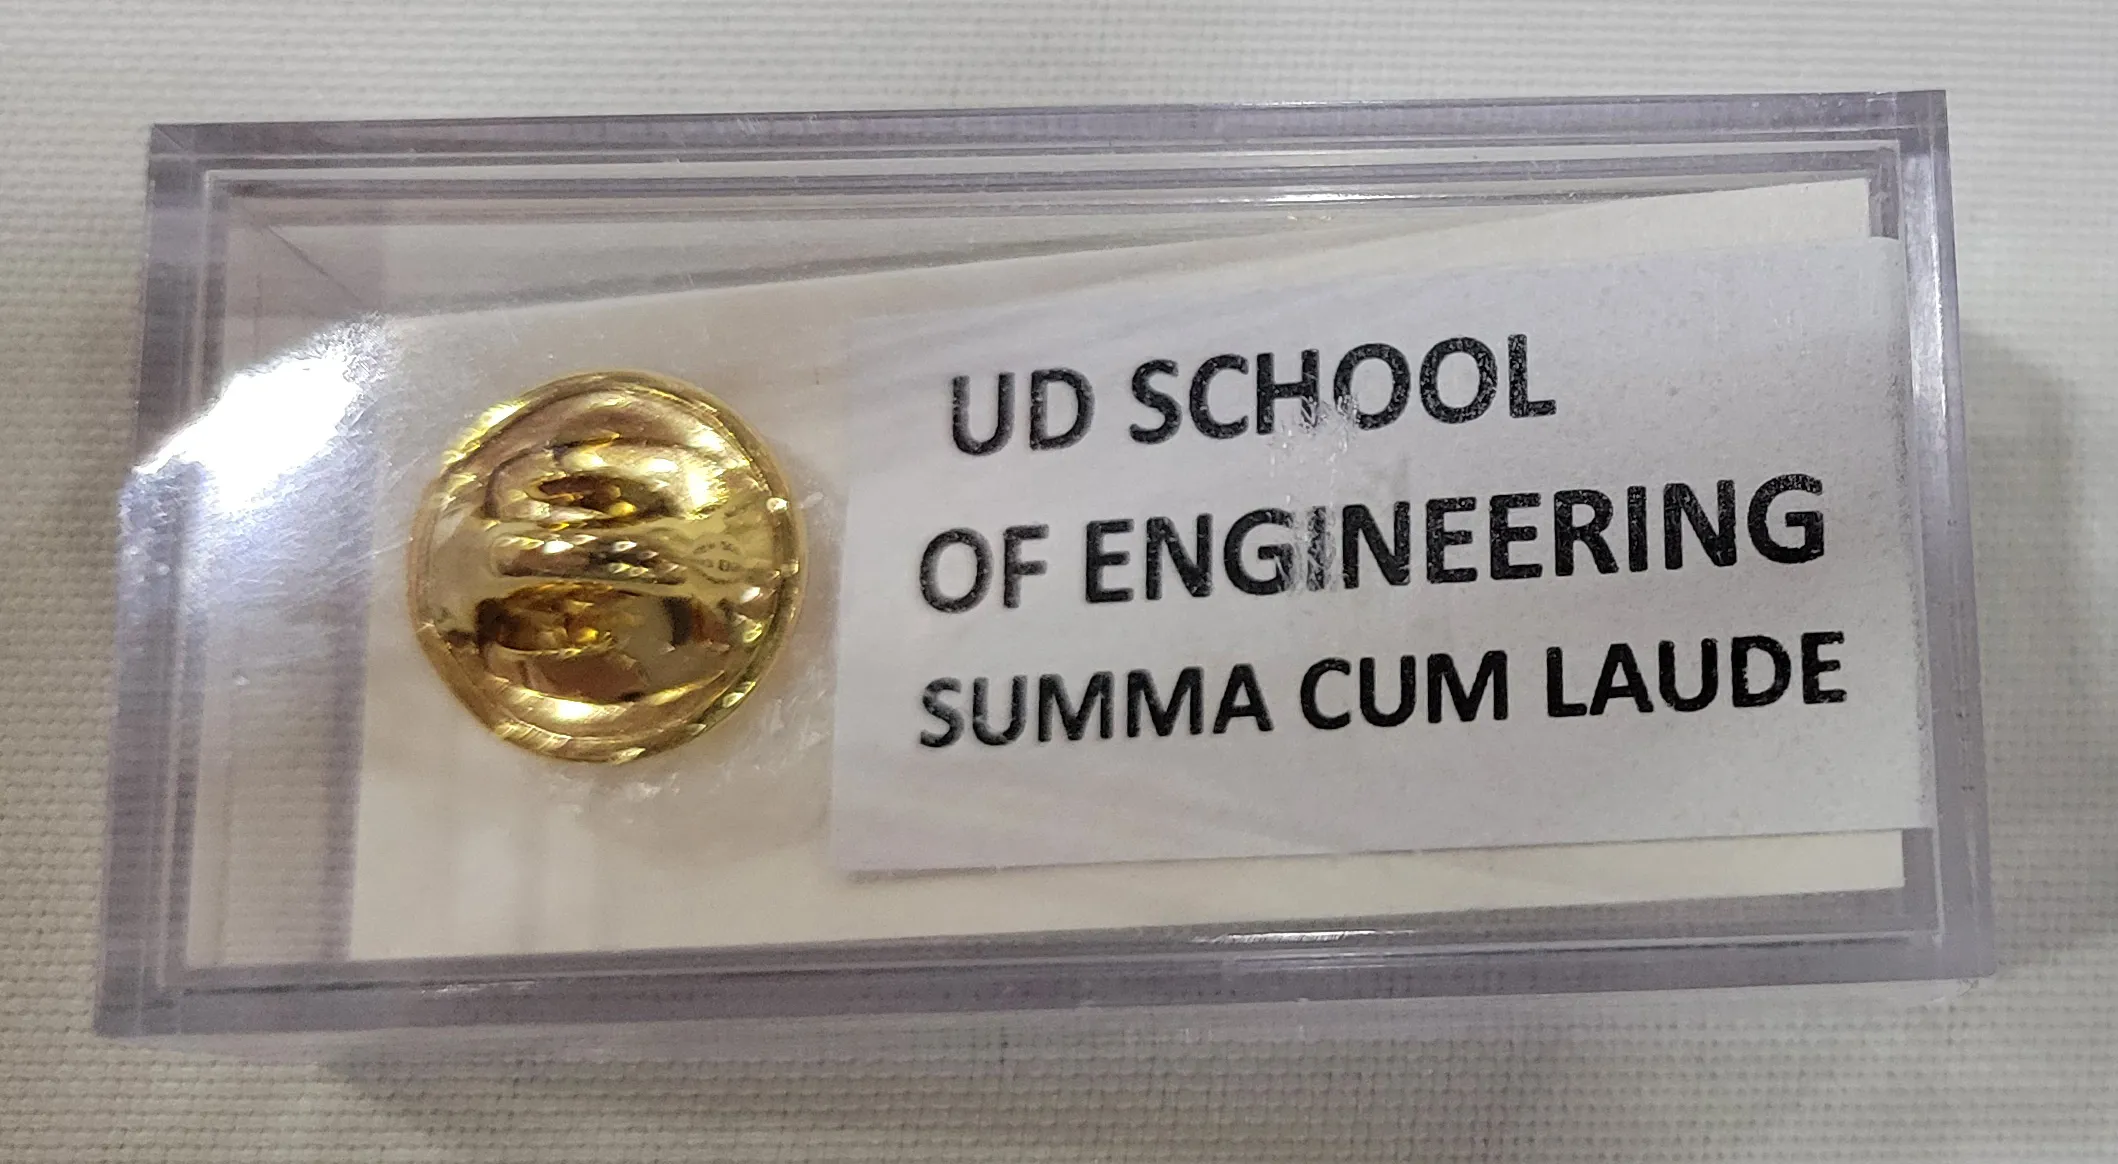 UD SCHOOL
OF ENGINEERING
SUMMA CUM LAUDE